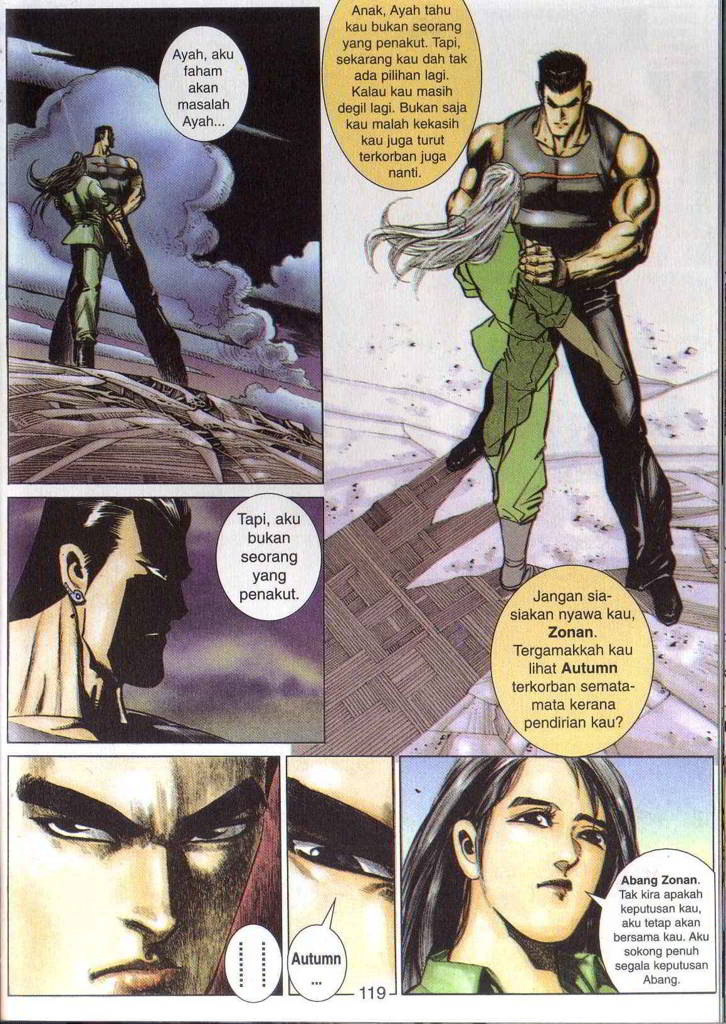 Ayah, aku
faham
akan
masalah
Ayah...
Anak, Ayah tahu
kau bukan seorang
yang penakut. Tapi,
sekarang kau dah tak
ada pilihan lagi.
Kalau kau masih
degil lagi. Bukan saja
kau malah kekasih
kau juga turut
terkorban juga
nanti.
Tapi, aku
bukan
seorang
yang
penakut.
Jangan sia-
siakan nyawa kau,
Zonan.
Tergamakkah kau
lihat Autumn
terkorban semata-
mata kerana
pendirian kau?
......
......
Autumn
...
Abang Zonan.
Tak kira apakah
keputusan kau,
aku tetap akan
bersama kau. Aku
sokong penuh
segala keputusan
Abang.
119